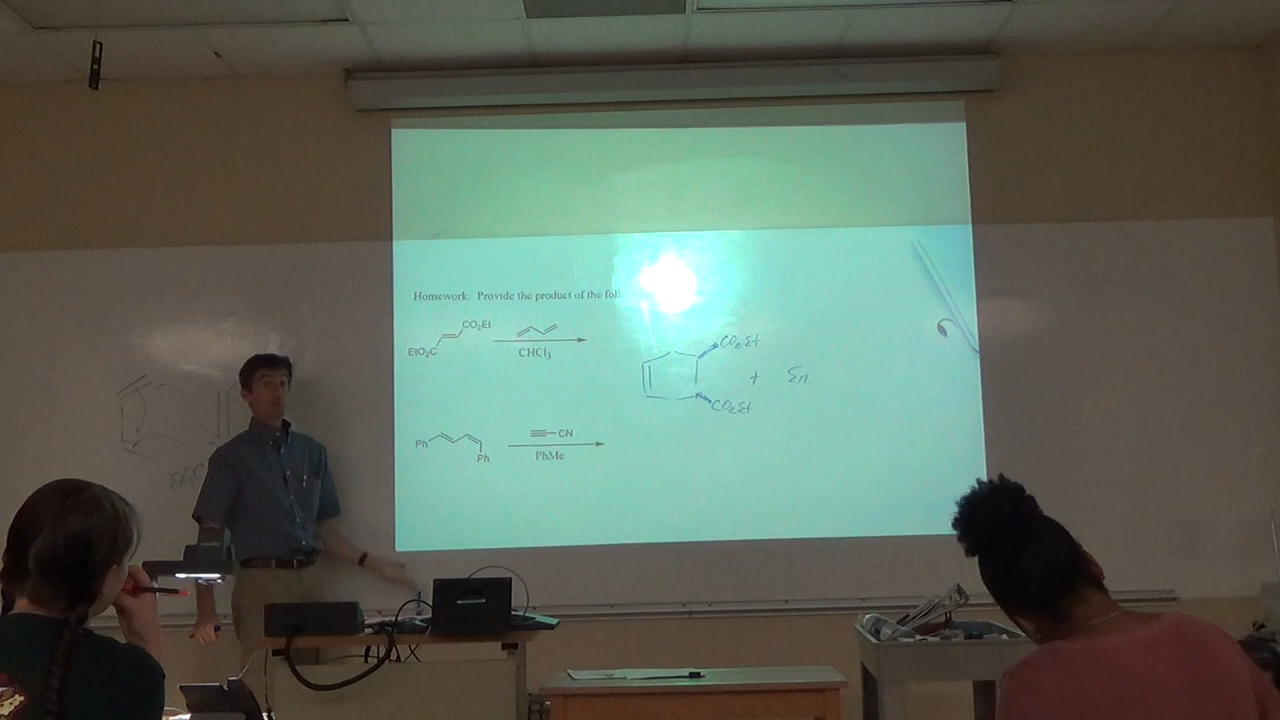 Homework: Provide the product of the foll
CO₂Et
EtO₂C
CHCl₃
CO₂Et
+ En
CO₂Et
Ph
Ph
CN
PhMe